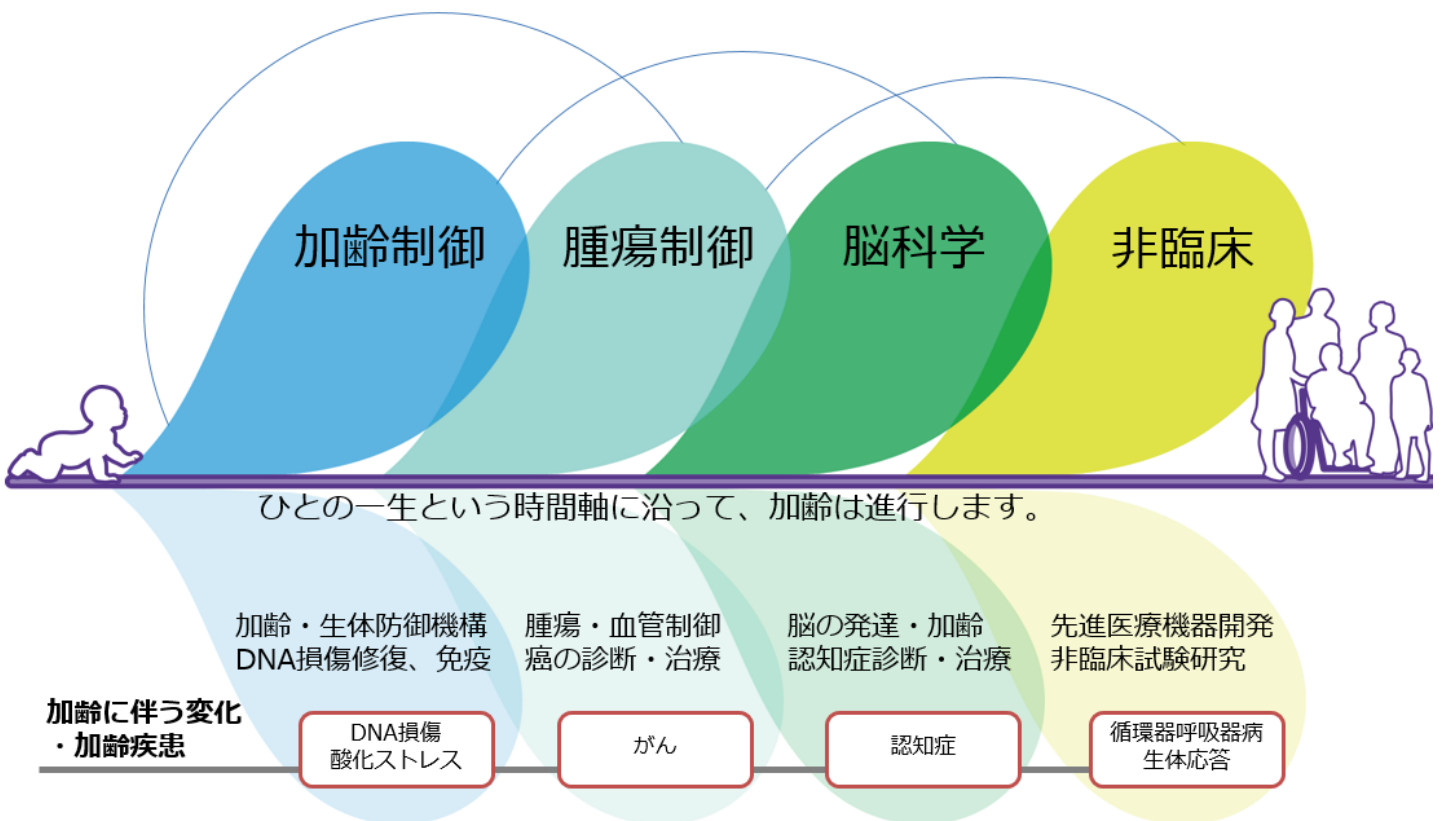 加齢制御
腫瘍制御
脳科学
非臨床
ひとの一生という時間軸に沿って、加齢は進行します。
加齢・生体防御機構
DNA損傷修復、免疫
腫瘍・血管制御
癌の診断・治療
脳の発達・加齢
認知症診断・治療
先進医療機器開発
非臨床試験研究
加齢に伴う変化
・加齢疾患
DNA損傷
酸化ストレス
がん
認知症
循環器呼吸器病
生体応答